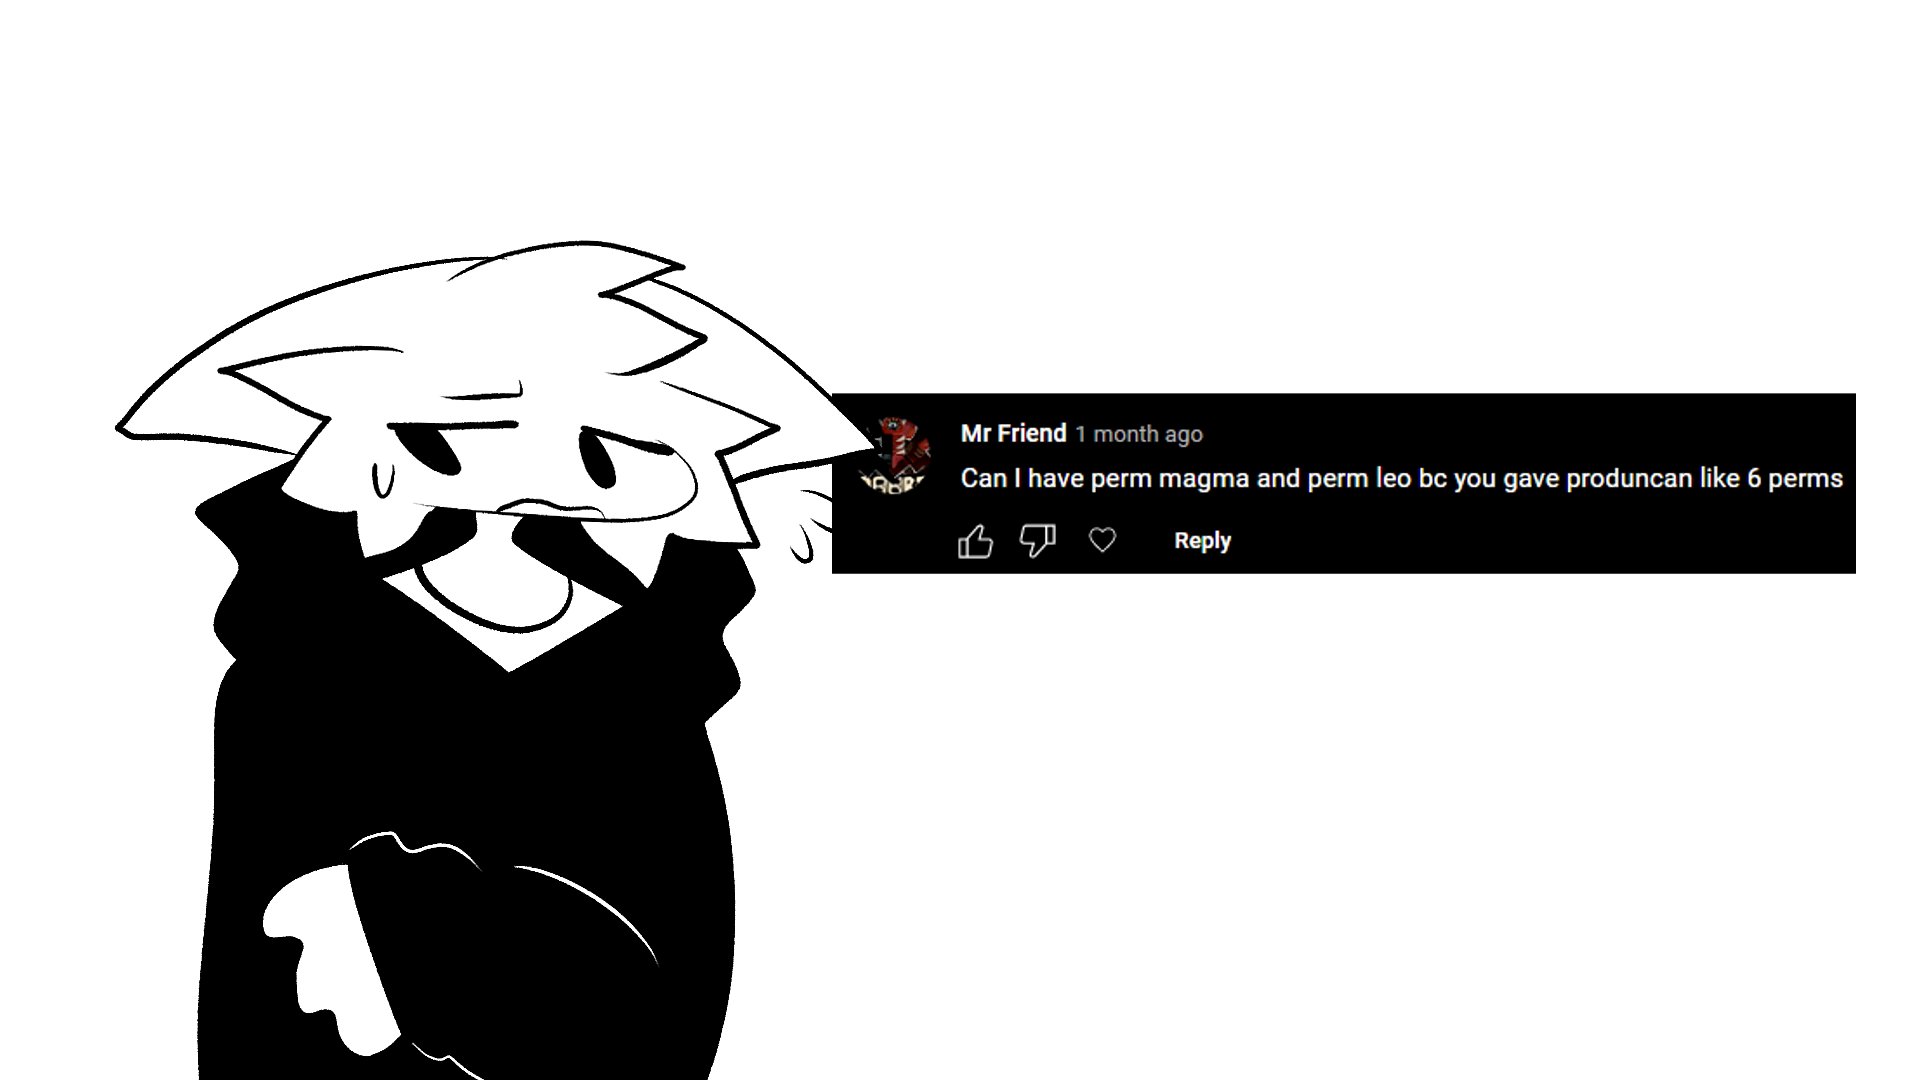 Mr Friend 1 month ago
Can I have perm magma and perm leo bc you gave produncan like 6 perms
Reply